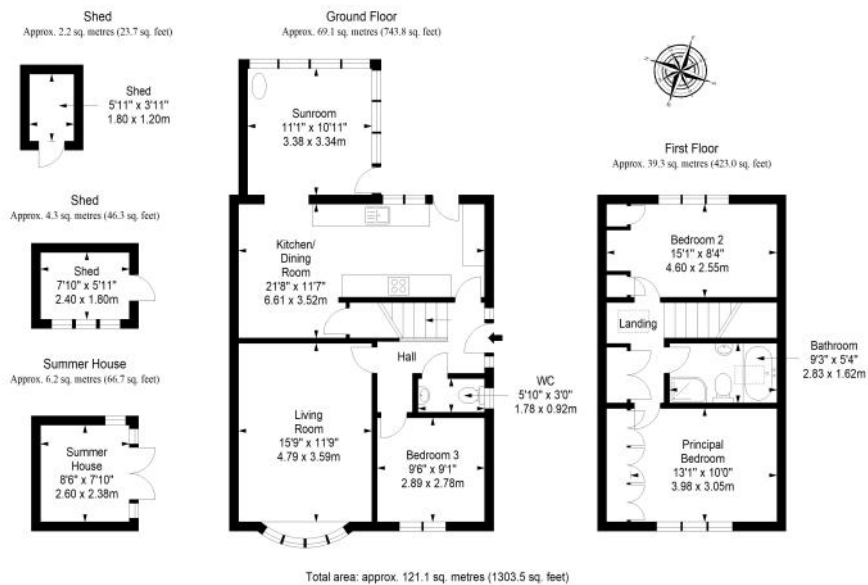 Shed
Approx. 2.2 sq. metres (23.7 sq. feet)
Shed
5'11" x 3'11"
1.80 x 1.20m
Shed
Approx. 4.3 sq. metres (46.3 sq. feet)
Shed
7'10" x 5'11"
2.40 x 1.80m
Summer House
Approx. 6.2 sq. metres (66.7 sq. feet)
Summer
House
8'6" x 7'10"
2.60 x 2.38m
Ground Floor
Approx. 69.1 sq. metres (743.8 sq. feet)
Sunroom
11'1" x 10'11"
3.38 x 3.34m
Kitchen/
Dining
Room
21'8" x 11'7"
6.61 x 3.52m
Hall
WC
5'10" x 3'0"
1.78 x 0.92m
Living
Room
15'9" x 11'9"
4.79 x 3.59m
Bedroom 3
9'6" x 9'1"
2.89 x 2.78m
First Floor
Approx. 39.3 sq. metres (423.0 sq. feet)
Bedroom 2
15'1" x 8'4"
4.60 x 2.55m
Landing
Bathroom
9'3" x 5'4"
2.83 x 1.62m
Principal
Bedroom
13'1" x 10'0"
3.98 x 3.05m
Total area: approx. 121.1 sq. metres (1303.5 sq. feet)